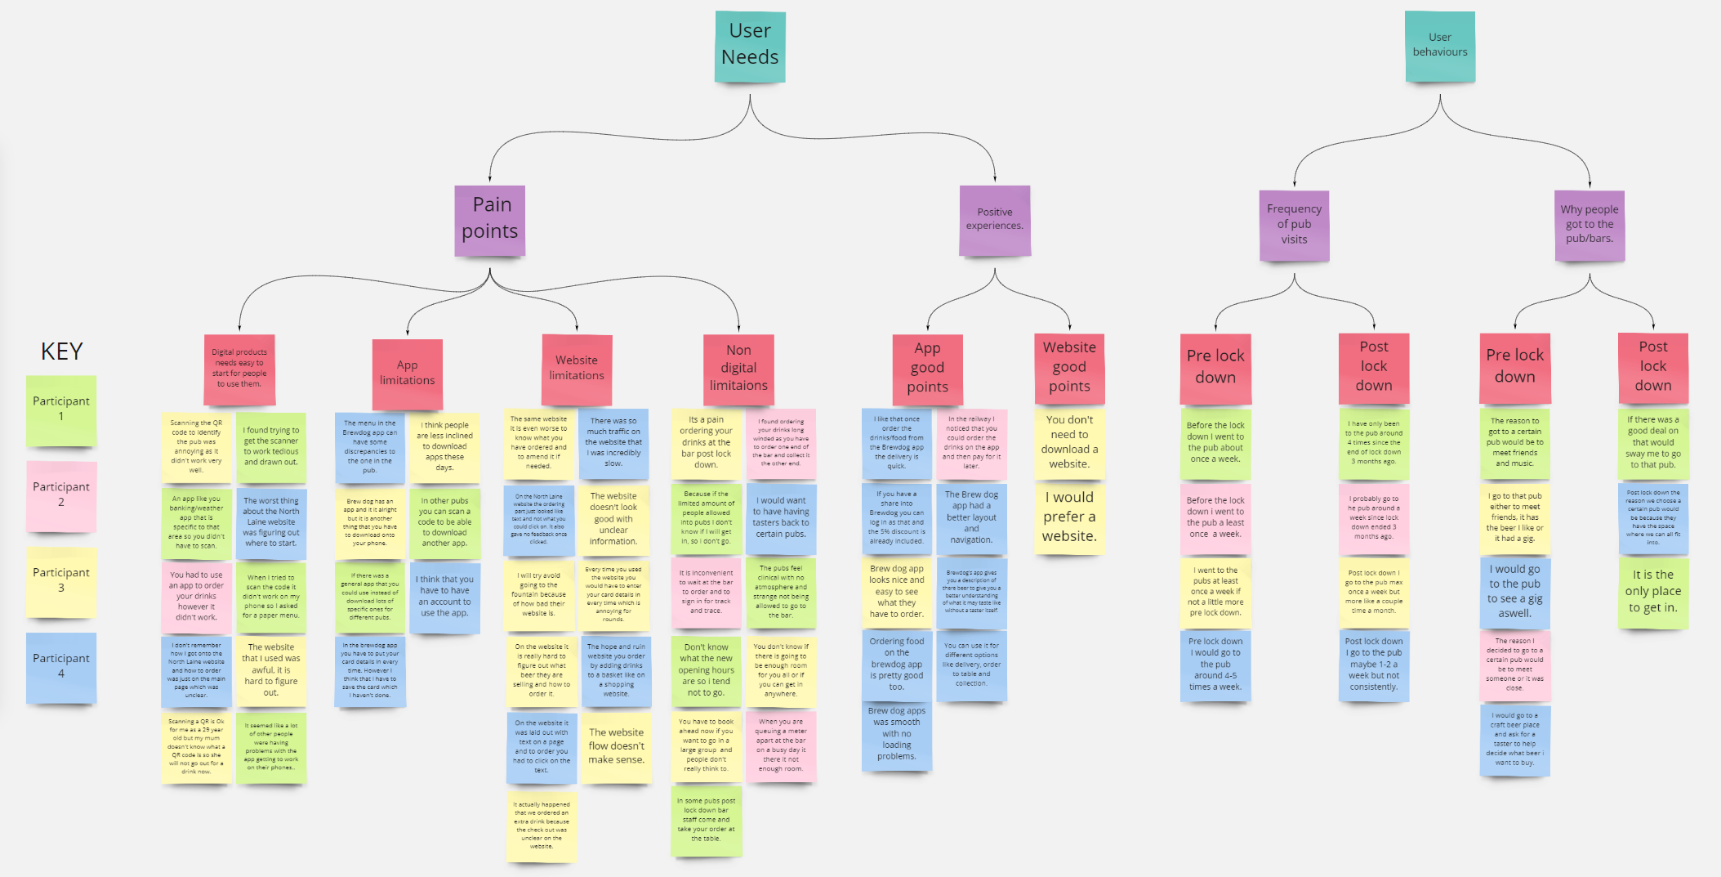 User
Needs
User
behaviours
Pain
points
Positive
experiences.
Frequency
of pub
visits
Why people
got to the
pub/bars.
KEY
Participant
1
Participant
2
Participant
3
Participant
4
Digital products
needs easy to
start for people
to use them.
Scanning the QR
code to identify
the pub was
annoying as it
didn't work very
well.
I found trying to
get the scanner
to work tedious
and drawn out.
An app like you
banking/weather
app that is
specific to that
area so you didn't
have to scan.
The worst thing
about the North
Laine website
was figuring out
where to start.
You had to use
an app to order
your drinks
however it
didn't work.
When I tried to
scan the code it
didn't work on my
phone so I asked
for a paper menu.
I don't remember
how I got onto the
North Laine website
and how to order
was just on the main
page which was
unclear.
The website
that I used was
awful, it is
hard to figure
out.
Scanning a QR is Ok
for me as a 29 year
old but my mum
doesn't know what a
QR code is so she
will not go out for a
drink now.
It seemed like a lot
of other people
were having
problems with the
app getting to work
on their phones..
App
limitations
The menu in the
Brewdog app can
have some
discrepancies to
the one in the
pub.
I think people
are less inclined
to download
apps these
days.
Brew dog has an
app and it alright
but it is another
thing that you have
to download onto
your phone.
In other pubs
you can scan a
code to be able
to download
another app.
If there was a
general app that you
could use instead of
download lots of
specific ones for
different pubs.
I think that you
have to have
an account to
use the app.
In the brewdog app
you have to put your
card details in every
time. However I
think that I have to
save the card which
I haven't done.
Website
limitations
The same website
it is even worse to
know what you
have ordered and
to amend it if
needed.
There was so
much traffic on
the website that
I was incredibly
slow.
On the North Laine
website the ordering
part just looked like
text and not what you
could click on. It also
gave no feedback once
clicked.
The website
doesn't look
good with
unclear
information.
I will try avoid
going to the
fountain because
of how bad their
website is.
Every time you used
the website you
would have to enter
your card details in
every time which is
annoying for
rounds.
On the website it
is really hard to
figure out what
beer they are
selling and how to
order it.
The hope and ruin
website you order
by adding drinks
to a basket like on
a shopping
website.
On the website it
was laid out with
text on a page
and to order you
had to click on the
text.
The website
flow doesn't
make sense.
It actually happened
that we ordered an
extra drink because
the check out was
unclear on the
website.
Non
digital
limitaions
Its a pain
ordering your
drinks at the
bar post lock
down.
I found ordering
your drinks long
winded as you have
to order one end of
the bar and collect it
the other end.
Because if the
limited amount of
people allowed
into pubs I don't
know if I will get
in, so I don't go.
I would want
to have having
tasters back to
certain pubs.
It is inconvenient
to wait at the bar
to order and to
sign in for track
and trace.
The pubs feel
clinical with no
atmosphere and
strange not being
allowed to go to
the bar.
Don't know
what the new
opening hours
are so I tend
not to go.
You don't know if
there is going to
be enough room
for you all or if
you can get in
anywhere.
You have to book
ahead now if you
want to go in a
large group and
people don't
really think to.
When you are
queuing a meter
apart at the bar
on a busy day it
there it not
enough room.
In some pubs post
lock down bar
staff come and
take your order at
the table.
App
good
points
I like that once
order the
drinks/food from
the Brewdog app
the delivery is
quick.
In the railway I
noticed that you
could order the
drinks on the app
and then pay for it
later.
If you have a
share into
Brewdog you can
log in as that and
the 5% discount is
already included.
The Brew dog
app had a
better layout
and
navigation.
Brew dog app
looks nice and
easy to see
what they
have to order.
Brewdogs app gives
you a description of
there beer to give you a
better understanding
of what it may taste like
without a taster itself.
Ordering food
on the
brewdog app
is pretty good
too.
You can use it for
different options
like delivery, order
to table and
collection.
Brew dog apps
was smooth
with no
loading
problems.
Website
good
points
You don't
need to
download a
website.
I would
prefer a
website.
Pre lock
down
Before the lock
down I went to
the pub about
once a week.
Before the lock
down I went to
the pub a least
once a week.
I went to the
pubs at least
once a week if
not a little more
pre lock down.
Pre lock down
I would go to
the pub
around 4-5
times a week.
Post
lock
down
I have only been
to the pub around
4 times since the
end of lock down
3 months ago.
I probably go to
he pub around a
week since lock
down ended 3
months ago.
Post lock down I
go to the pub max
once a week but
more like a couple
time a month.
Post lock down
I go to the pub
maybe 1-2 a
week but not
consistently.
Pre lock
down
The reason to
got to a certain
pub would be to
meet friends
and music.
I go to that pub
either to meet
friends, it has
the beer I like or
it had a gig.
I would go
to the pub
to see a gig
aswell.
The reason I
decided to go to a
certain pub would
be to meet
someone or it was
close.
I would go to a
craft beer place
and ask for a
taster to help
decide what beer i
want to buy.
Post
lock
down
If there was a
good deal on
that would
sway me to go
to that pub.
Post lock down the
reason we choose a
certain pub would
be because they
have the space
where we can all fit
into.
It is the
only place
to get in.